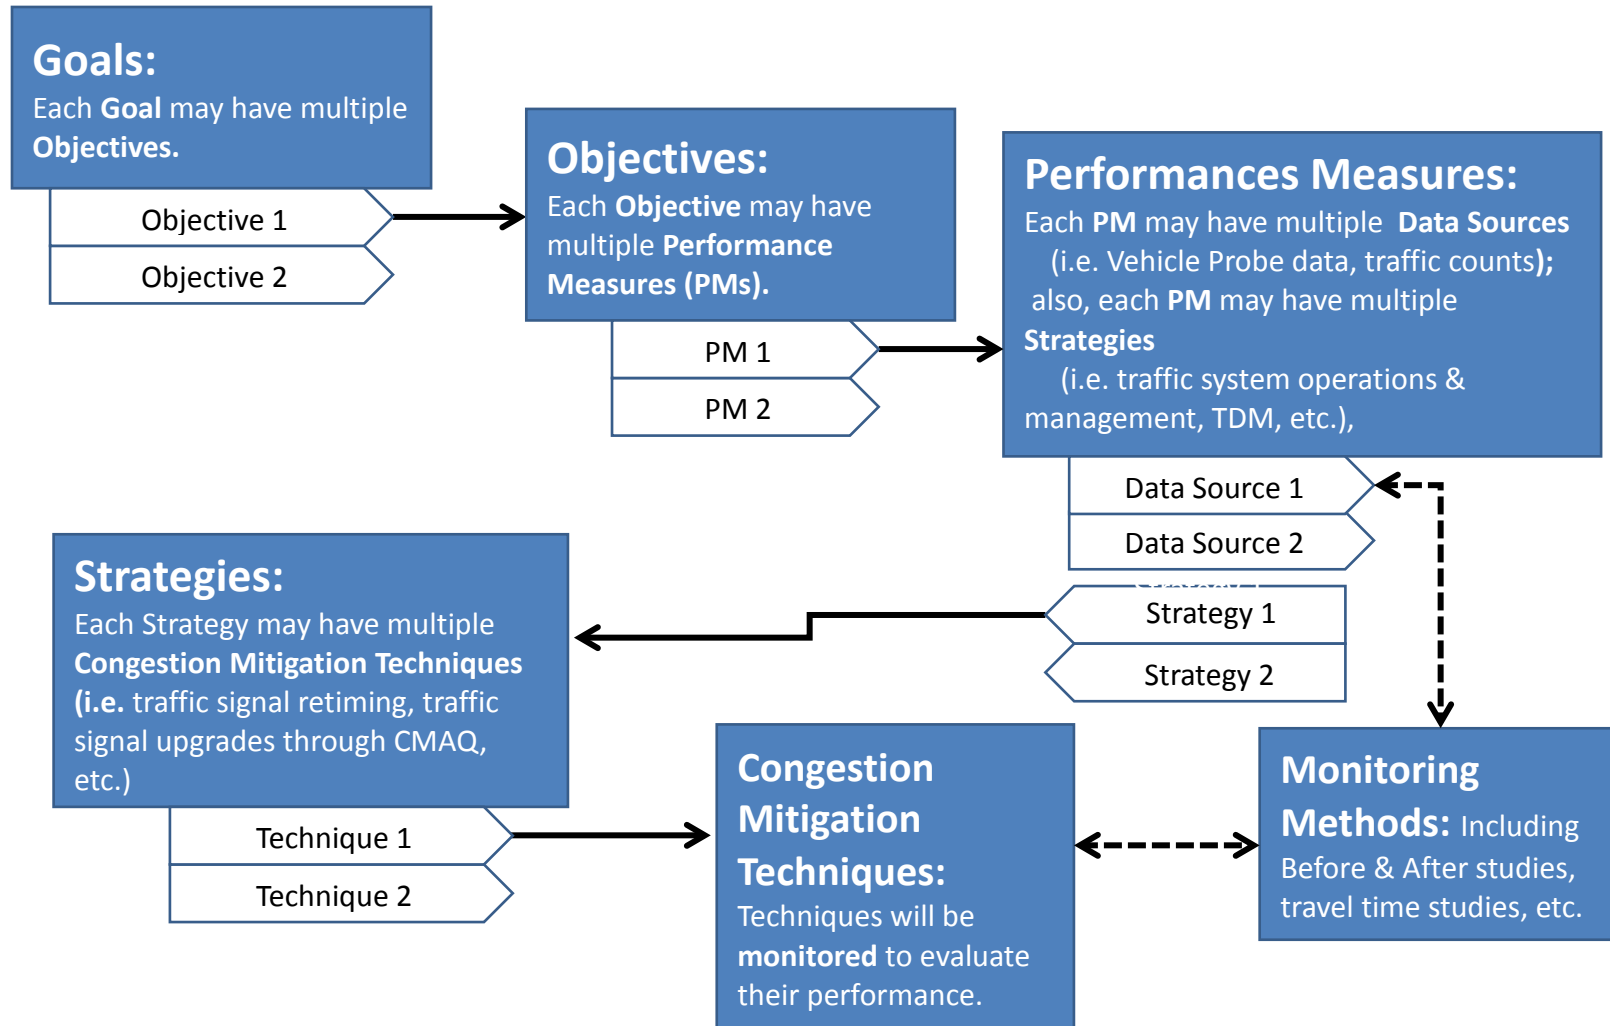 Goals:
Each Goal may have multiple
Objectives.
Objective 1
Objective 2
Objectives:
Each Objective may have
multiple Performance
Measures (PMs).
PM 1
PM 2
Performances Measures:
Each PM may have multiple Data Sources
(i.e. Vehicle Probe data, traffic counts);
also, each PM may have multiple
Strategies
(i.e. traffic system operations &
management, TDM, etc.),
Data Source 1
Data Source 2
Strategy 1
Strategy 2
Strategies:
Each Strategy may have multiple
Congestion Mitigation Techniques
(i.e. traffic signal retiming, traffic
signal upgrades through CMAQ,
etc.)
Technique 1
Technique 2
Congestion
Mitigation
Techniques:
Techniques will be
monitored to evaluate
their performance.
Monitoring
Methods: Including
Before & After studies,
travel time studies, etc.